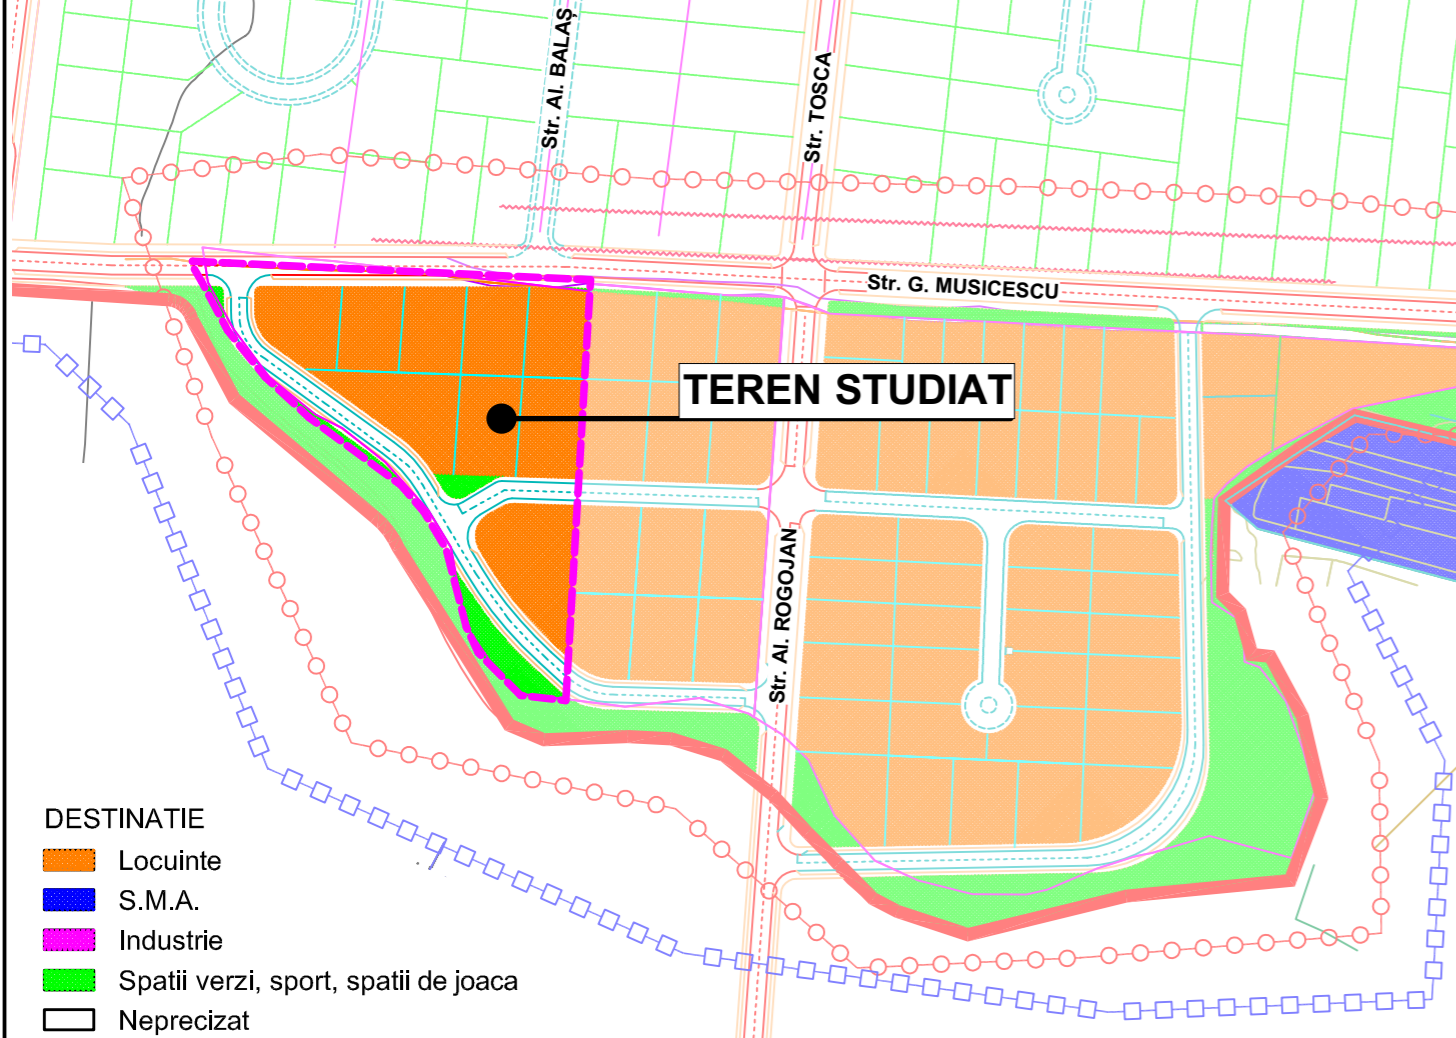 Str. Al. BALAȘ
Str. TOSCA
Str. G. MUSICESCU
TEREN STUDIAT
Str. Al. ROGOJAN
DESTINATIE
Locuinte
S.M.A.
Industrie
Spatii verzi, sport, spatii de joaca
Neprecizat